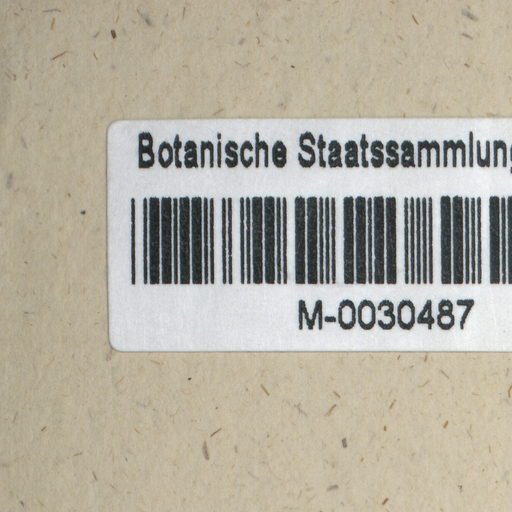 Botanische Staatssammlung
M-0030487